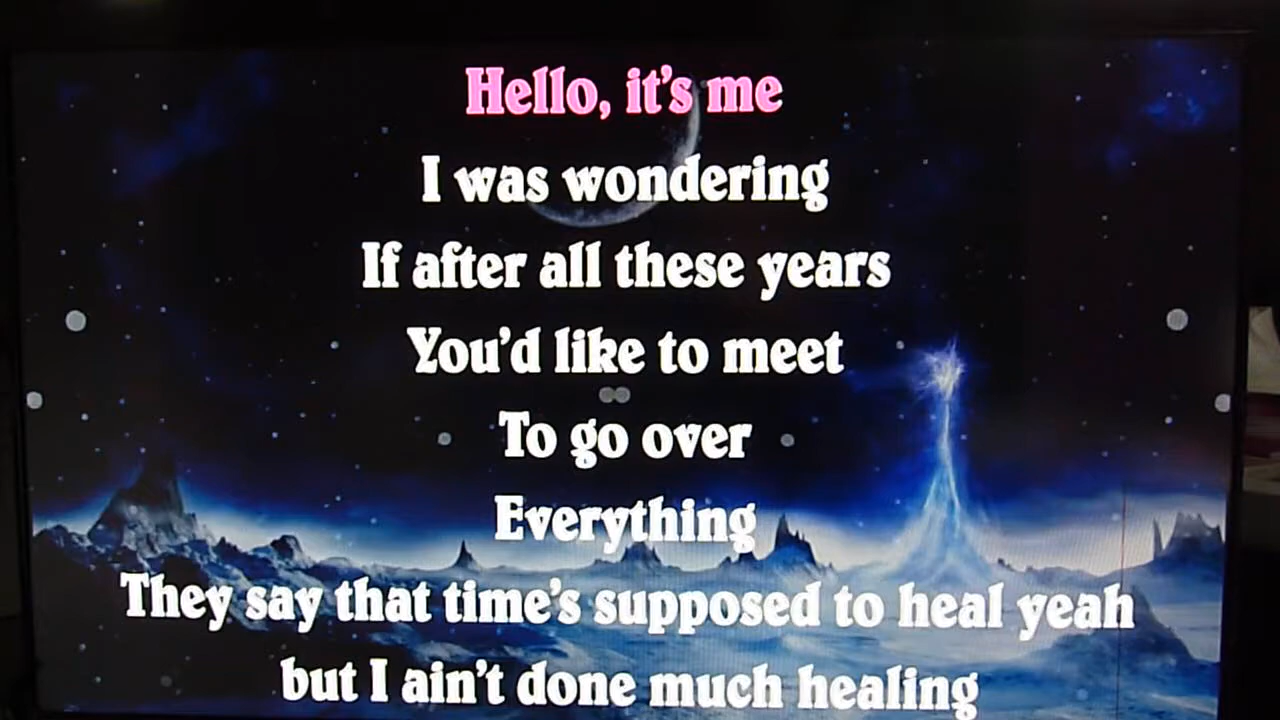 Hello, it's me
I was wondering
If after all these years
You'd like to meet
To go over
Everything
They say that time's supposed to heal yeah
but I ain't done much healing